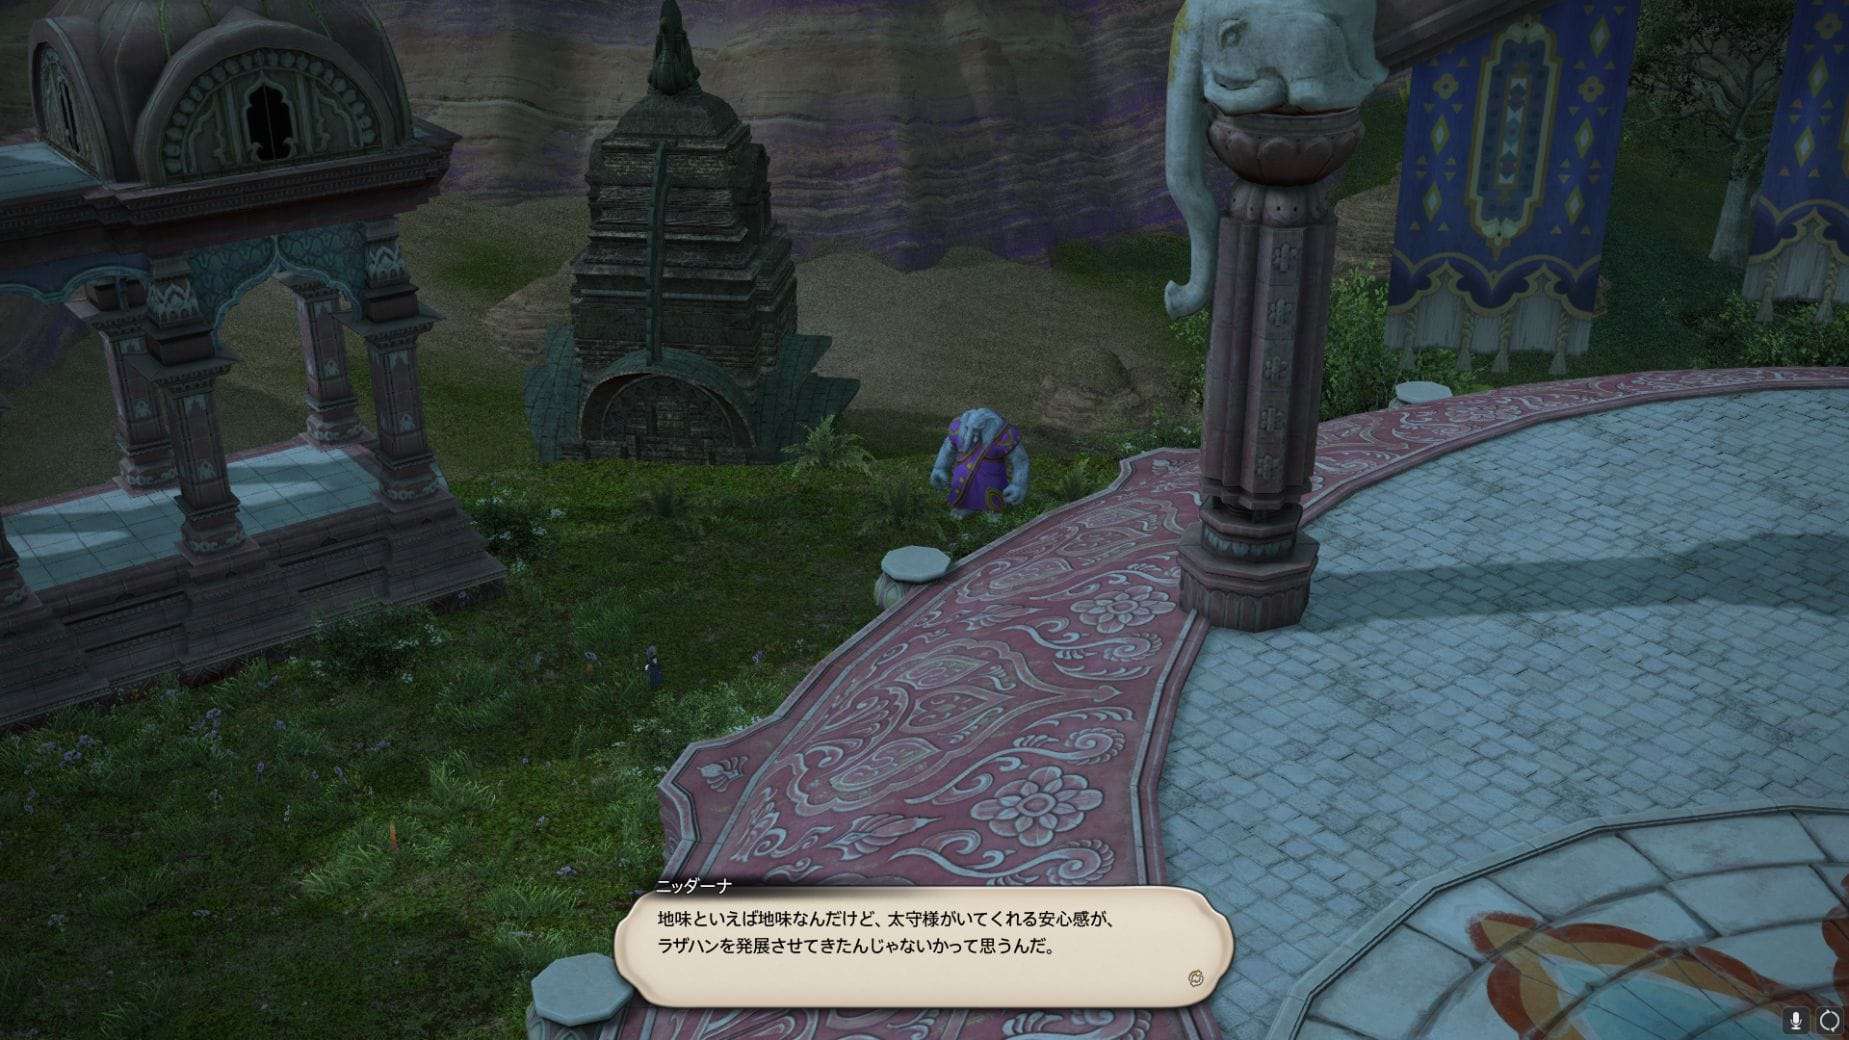 ニッダーナ
地味といえば地味なんだけど、太守様がいてくれる安心感が、
ラザハンを発展させてきたんじゃないかって思うんだ。